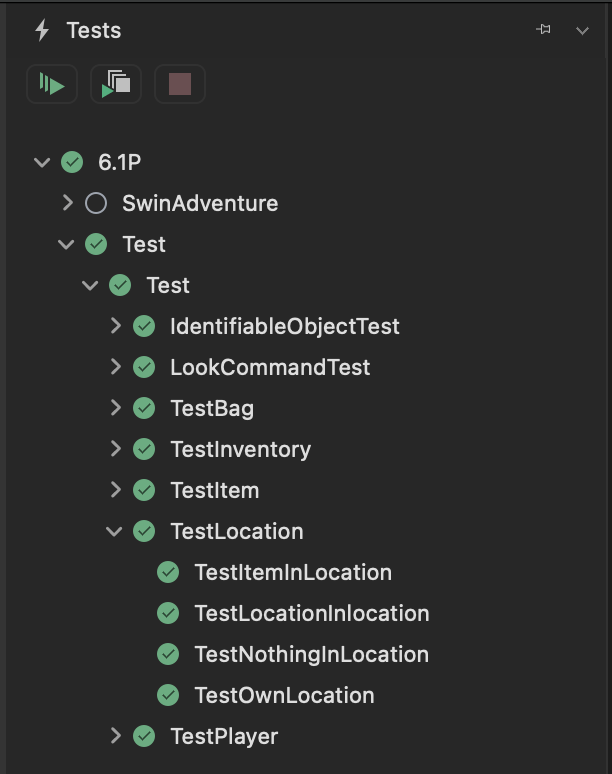 Tests
6.1P
SwinAdventure
Test
Test
IdentifiableObjectTest
LookCommandTest
TestBag
TestInventory
TestItem
TestLocation
TestItemInLocation
TestLocationInlocation
TestNothingInLocation
TestOwnLocation
TestPlayer